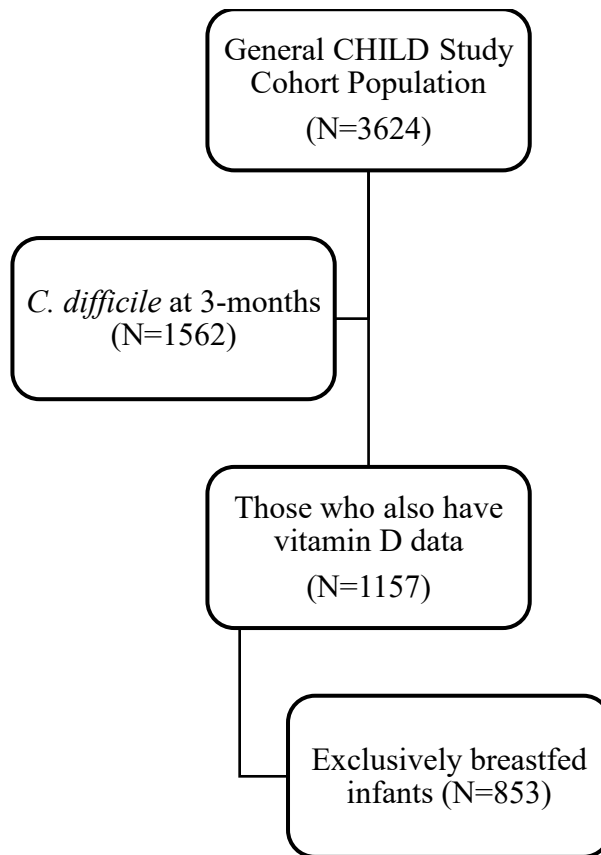 General CHILD Study
Cohort Population
(N=3624)
C. difficile at 3-months
(N=1562)
Those who also have
vitamin D data
(N=1157)
Exclusively breastfed
infants (N=853)